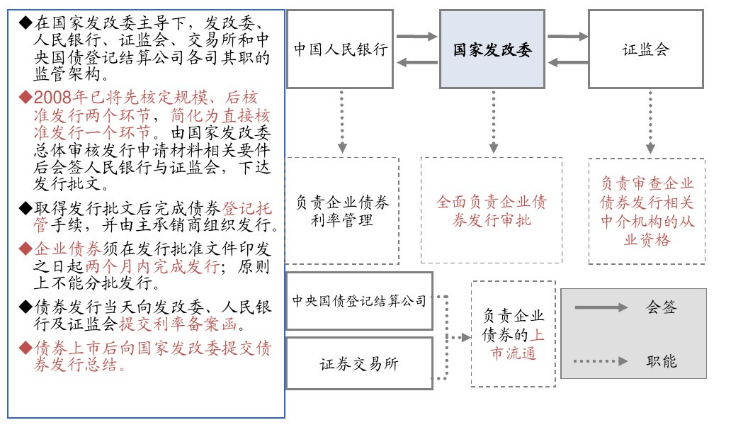 ◆在国家发改委主导下，发改委、
人民银行、证监会、交易所和中
央国债登记结算公司各司其职的
监管架构。
◆2008年已将先核定规模、后核
准发行两个环节，简化为直接核
准发行一个环节。由国家发改委
总体审核发行申请材料相关要件
后会签人民银行与证监会，下达
发行批文。
◆取得发行批文后完成债券登记托
管手续，并由主承销商组织发行。
◆企业债券须在发行批准文件印发
之日起两个月内完成发行；原则
上不能分批发行。
◆债券发行当天向发改委、人民银
行及证监会提交利率备案函。
◆债券上市后向国家发改委提交债
券发行总结。
中国人民银行
国家发改委
证监会
负责企业债券
利率管理
全面负责企业债
券发行审批
负责审查企业
债券发行相关
中介机构的从
业资格
中央国债登记结算公司
证券交易所
负责企业
债券的上
市流通
会签
职能